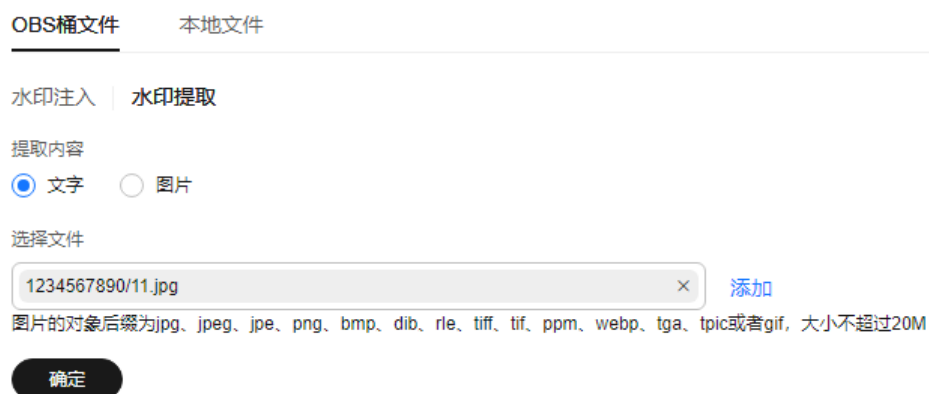 OBS桶文件 本地文件
水印注入 水印提取
提取内容
文字 图片
选择文件
1234567890/11.jpg × 添加
图片的对象后缀为jpg、jpeg、jpe、png、bmp、dib、rle、tiff、tif、ppm、webp、tga、tpic或者gif，大小不超过20M
确定